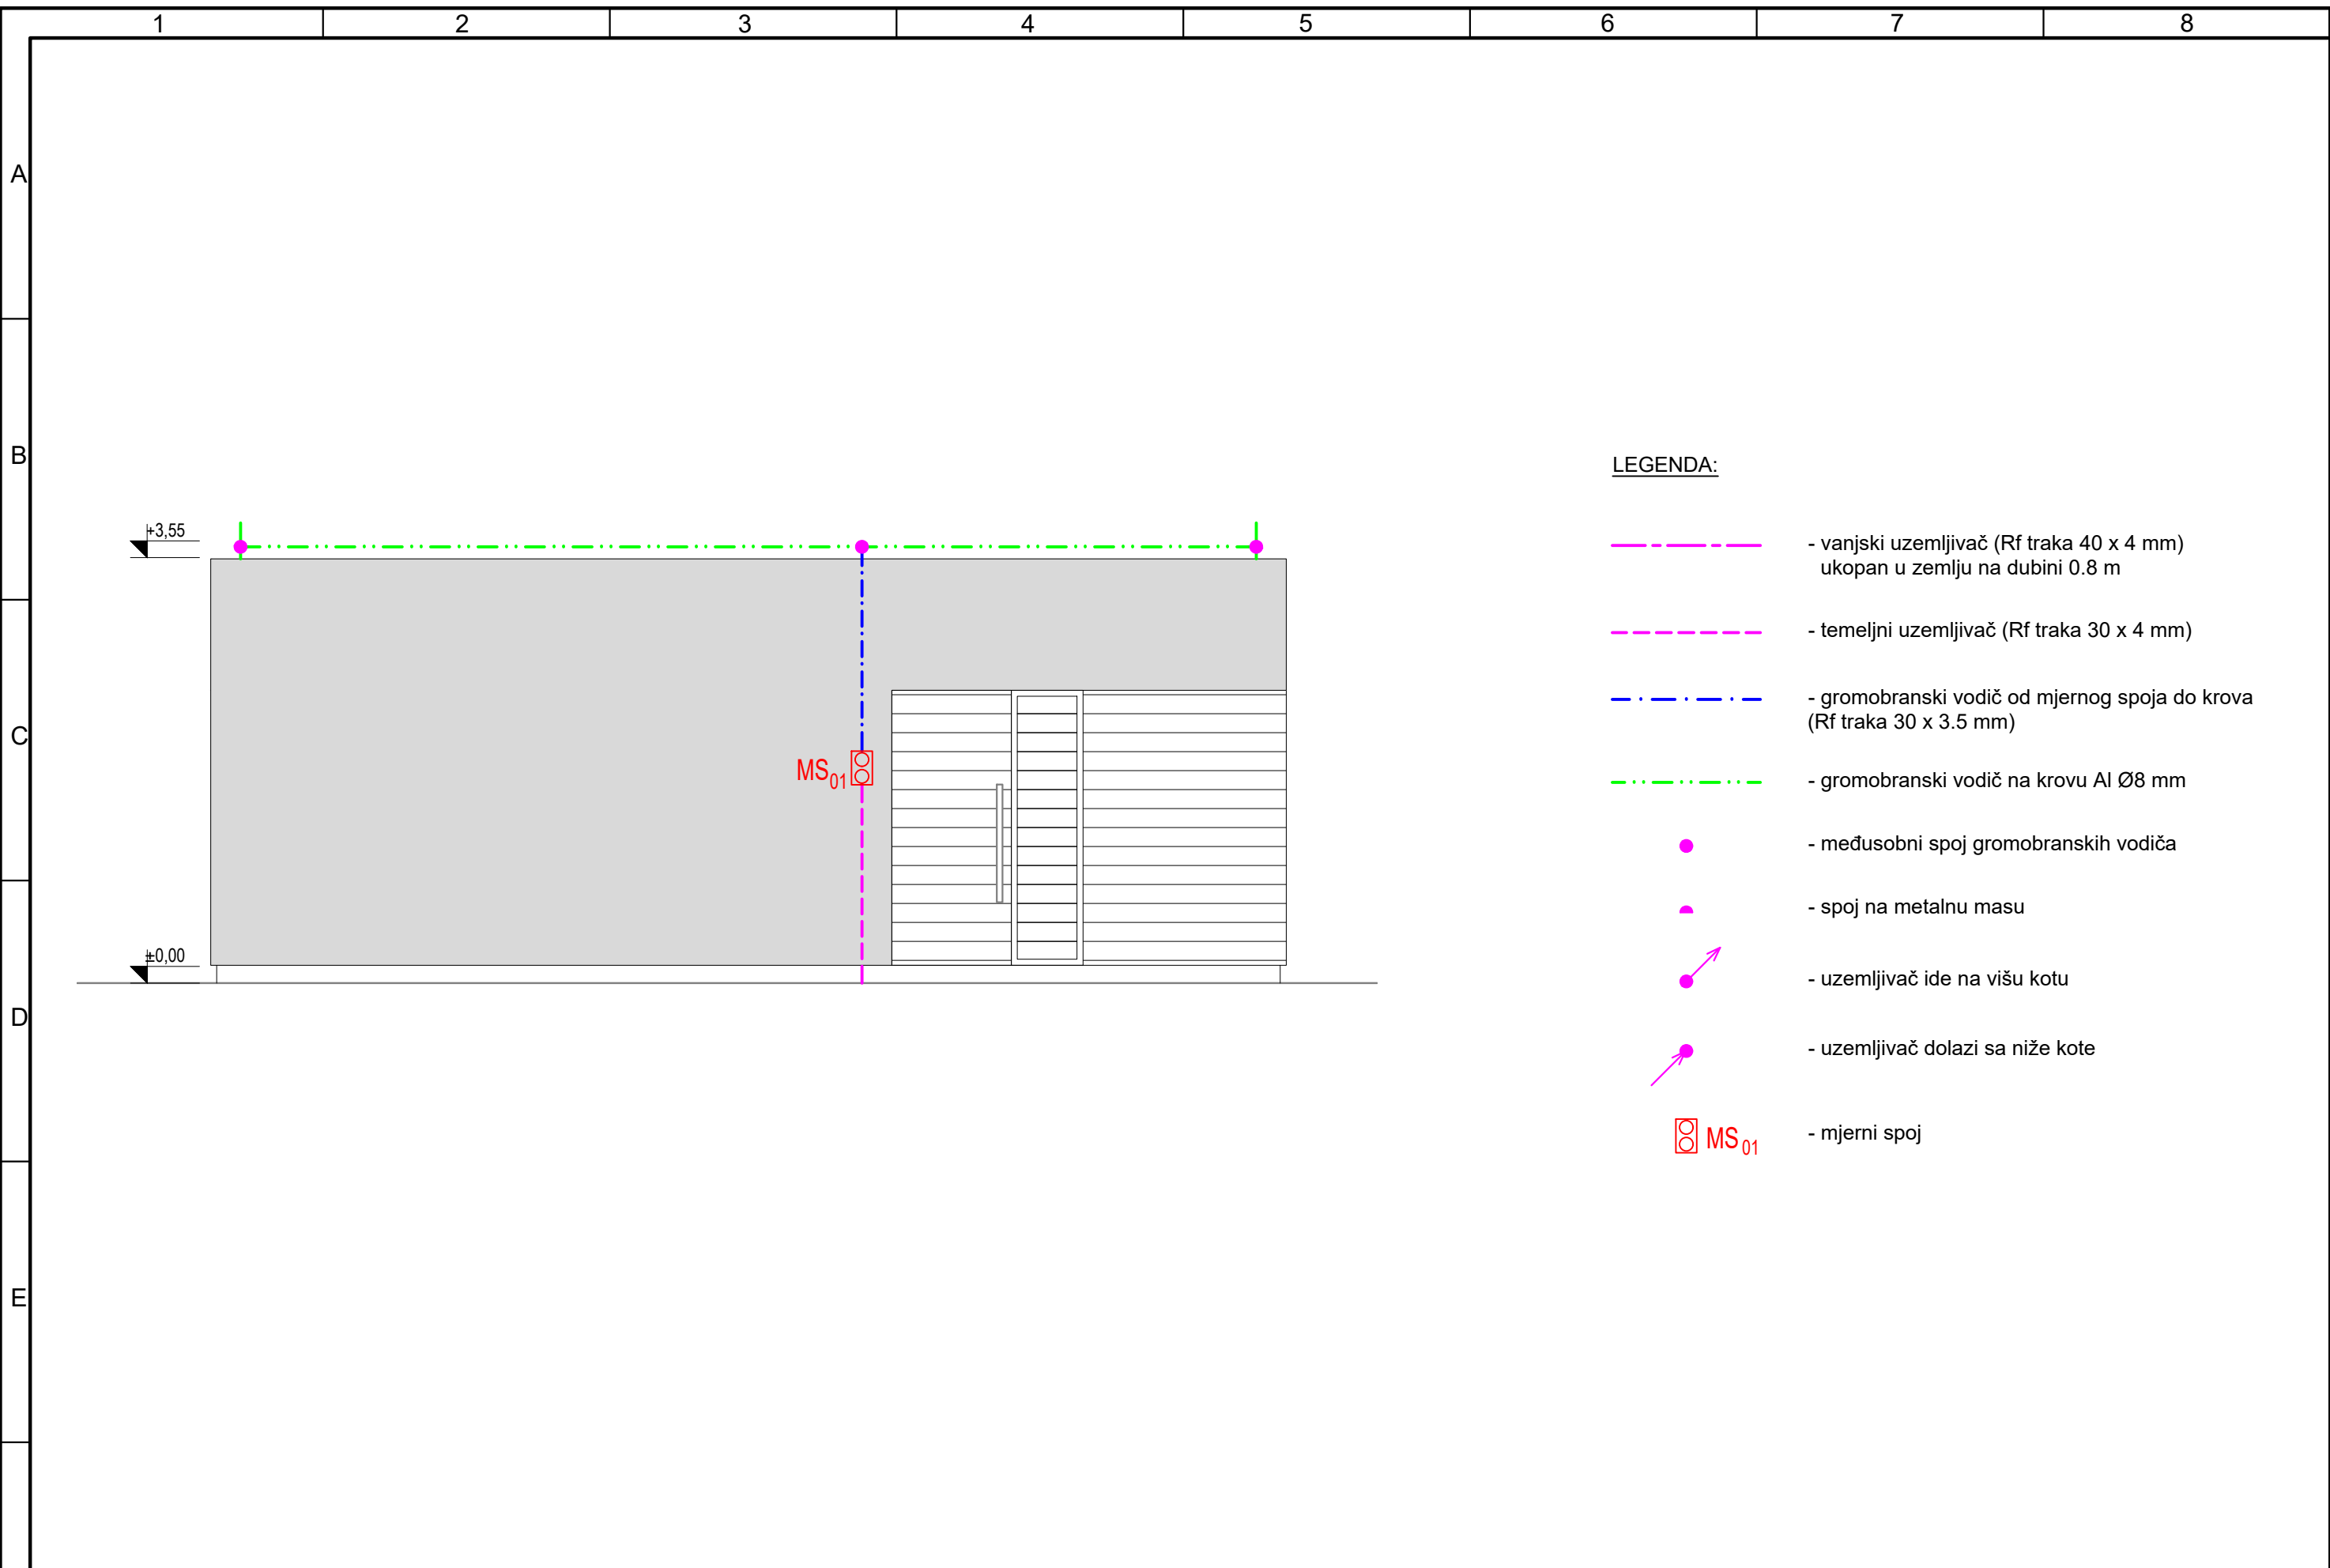 1 2 3 4 5 6 7 8
A
B
LEGENDA:
+3,55
- vanjski uzemljivač (Rf traka 40 x 4 mm)
ukopan u zemlju na dubini 0.8 m
- temeljni uzemljivač (Rf traka 30 x 4 mm)
- gromobranski vodič od mjernog spoja do krova
(Rf traka 30 x 3.5 mm)
C
MS01
- gromobranski vodič na krovu Al Ø8 mm
- međusobni spoj gromobranskih vodiča
- spoj na metalnu masu
±0,00
- uzemljivač ide na višu kotu
D
- uzemljivač dolazi sa niže kote
MS 01 - mjerni spoj
E